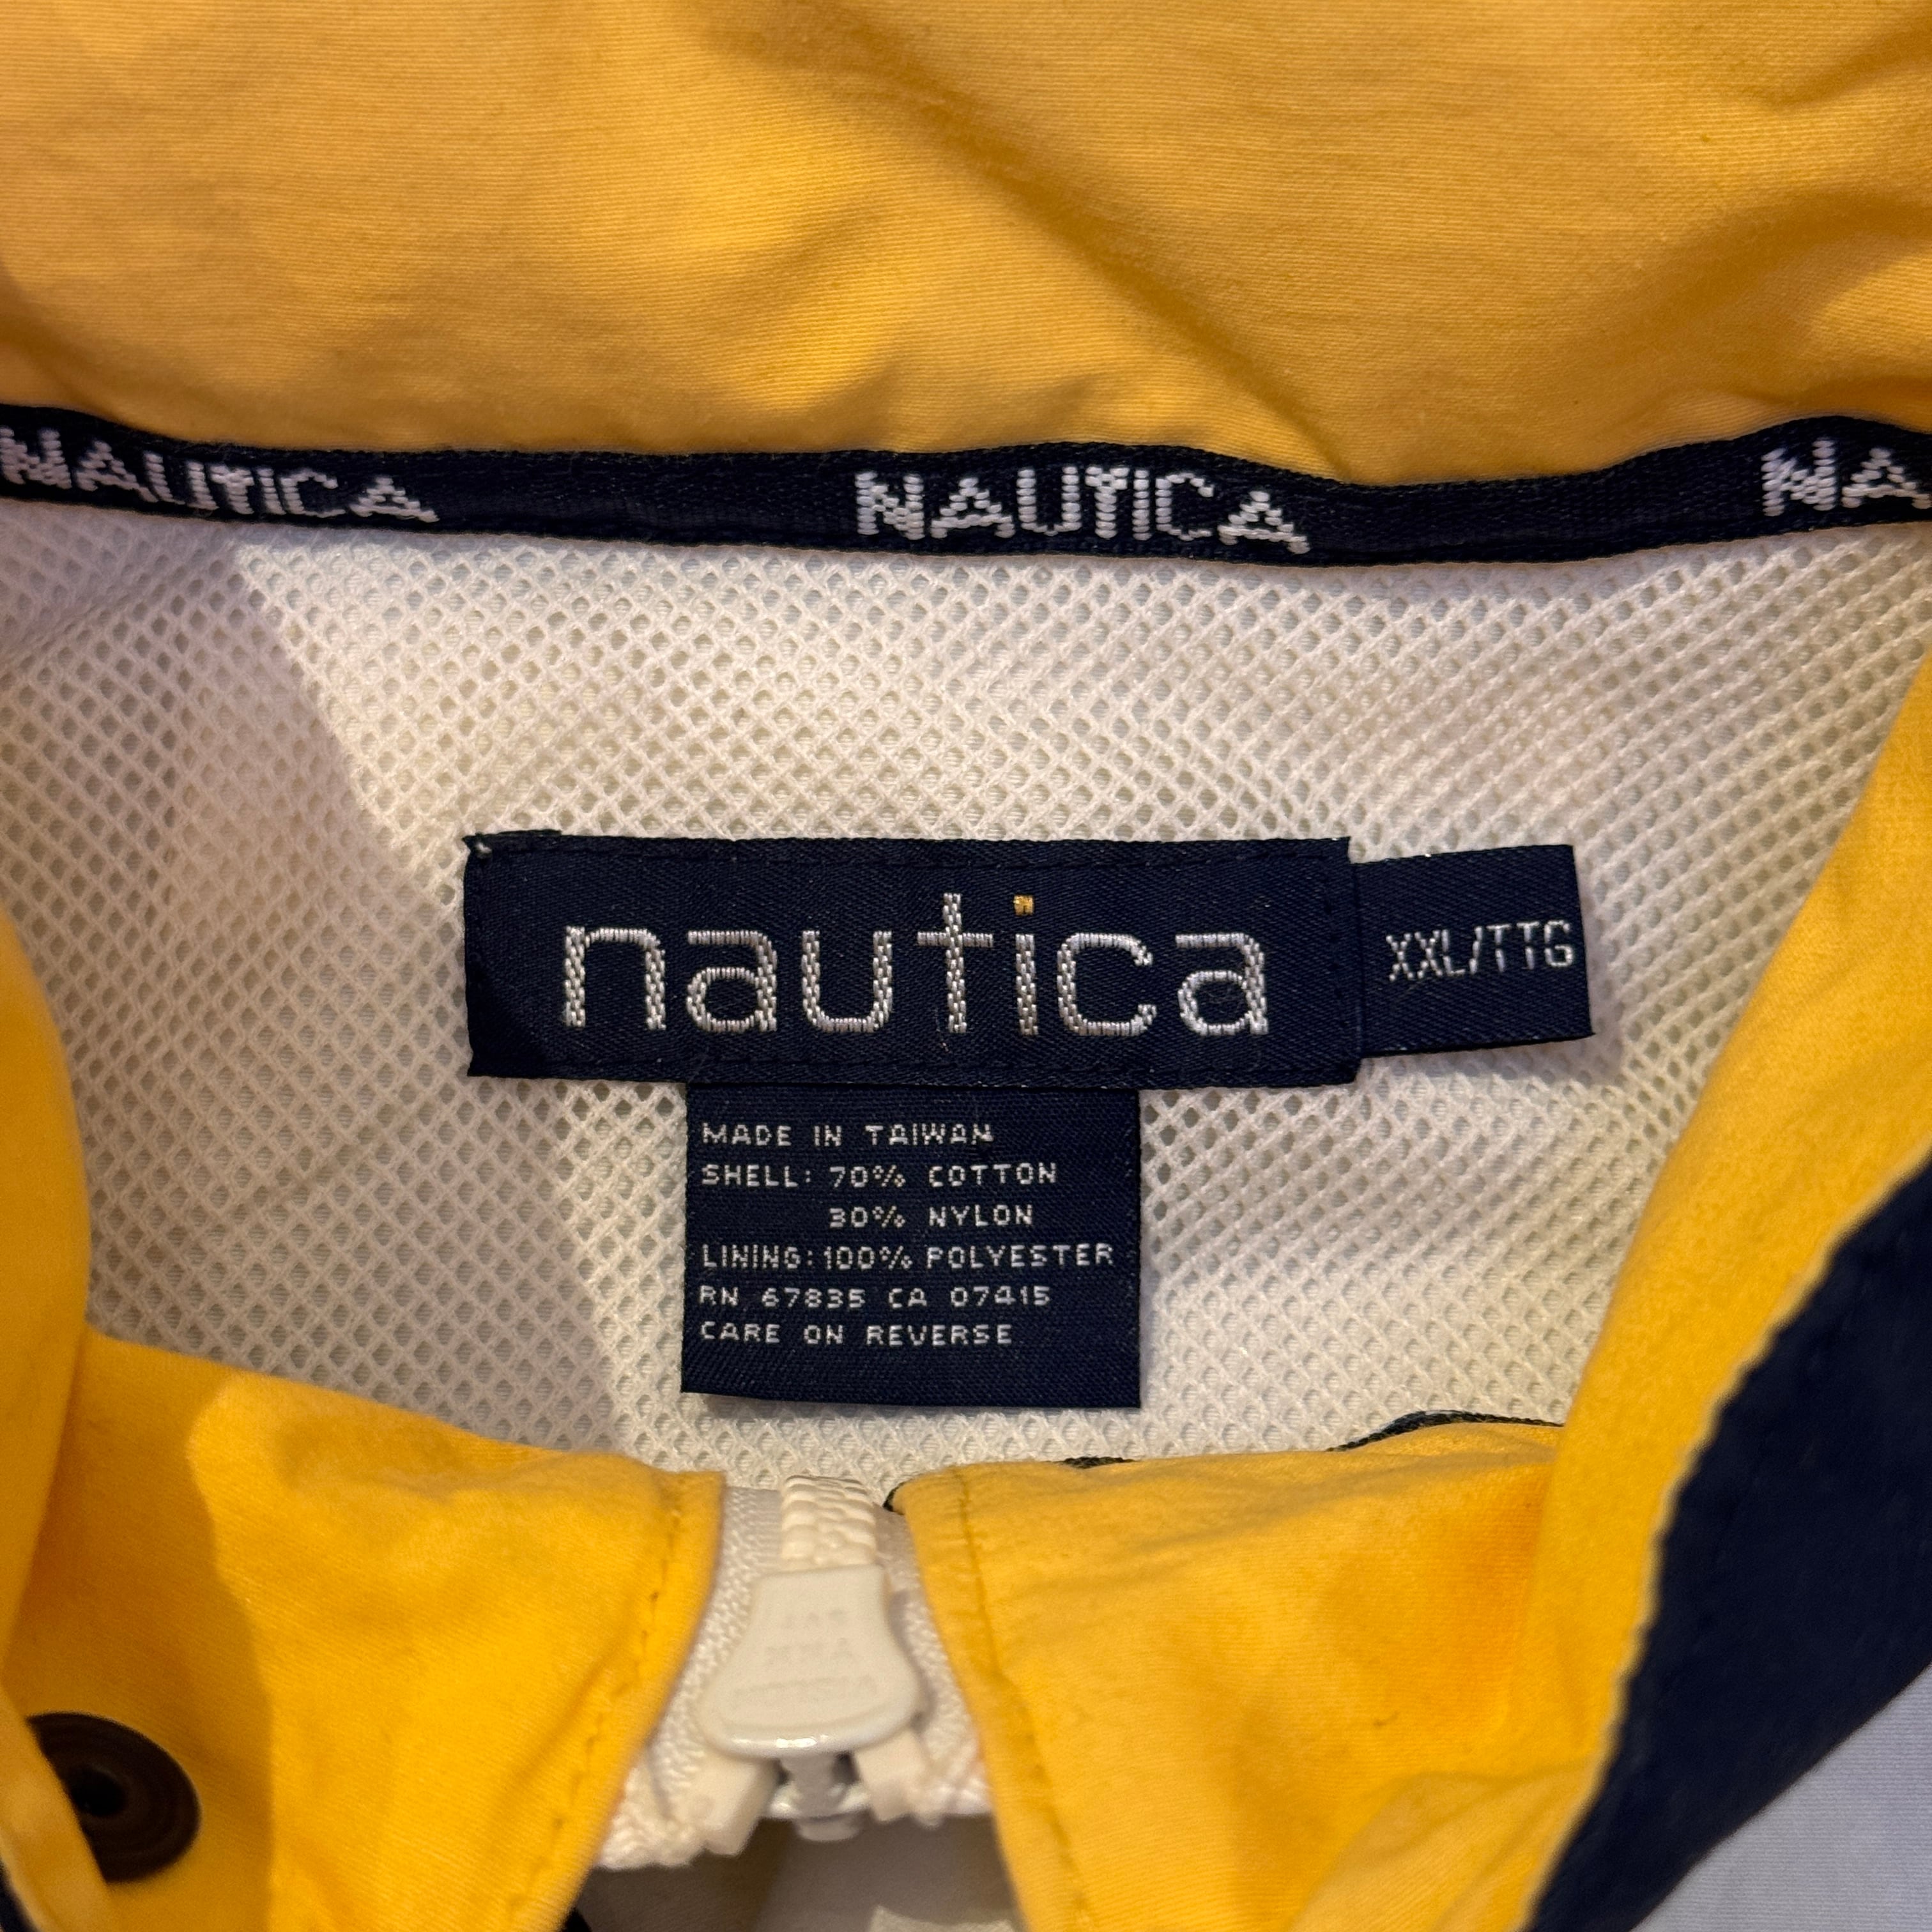 NAUTICA NAUTICA NA
nautica XXL/TTG
MADE IN TAIWAN
SHELL: 70% COTTON
30% NYLON
LINING: 100% POLYESTER
RN 67835 CA 07415
CARE ON REVERSE